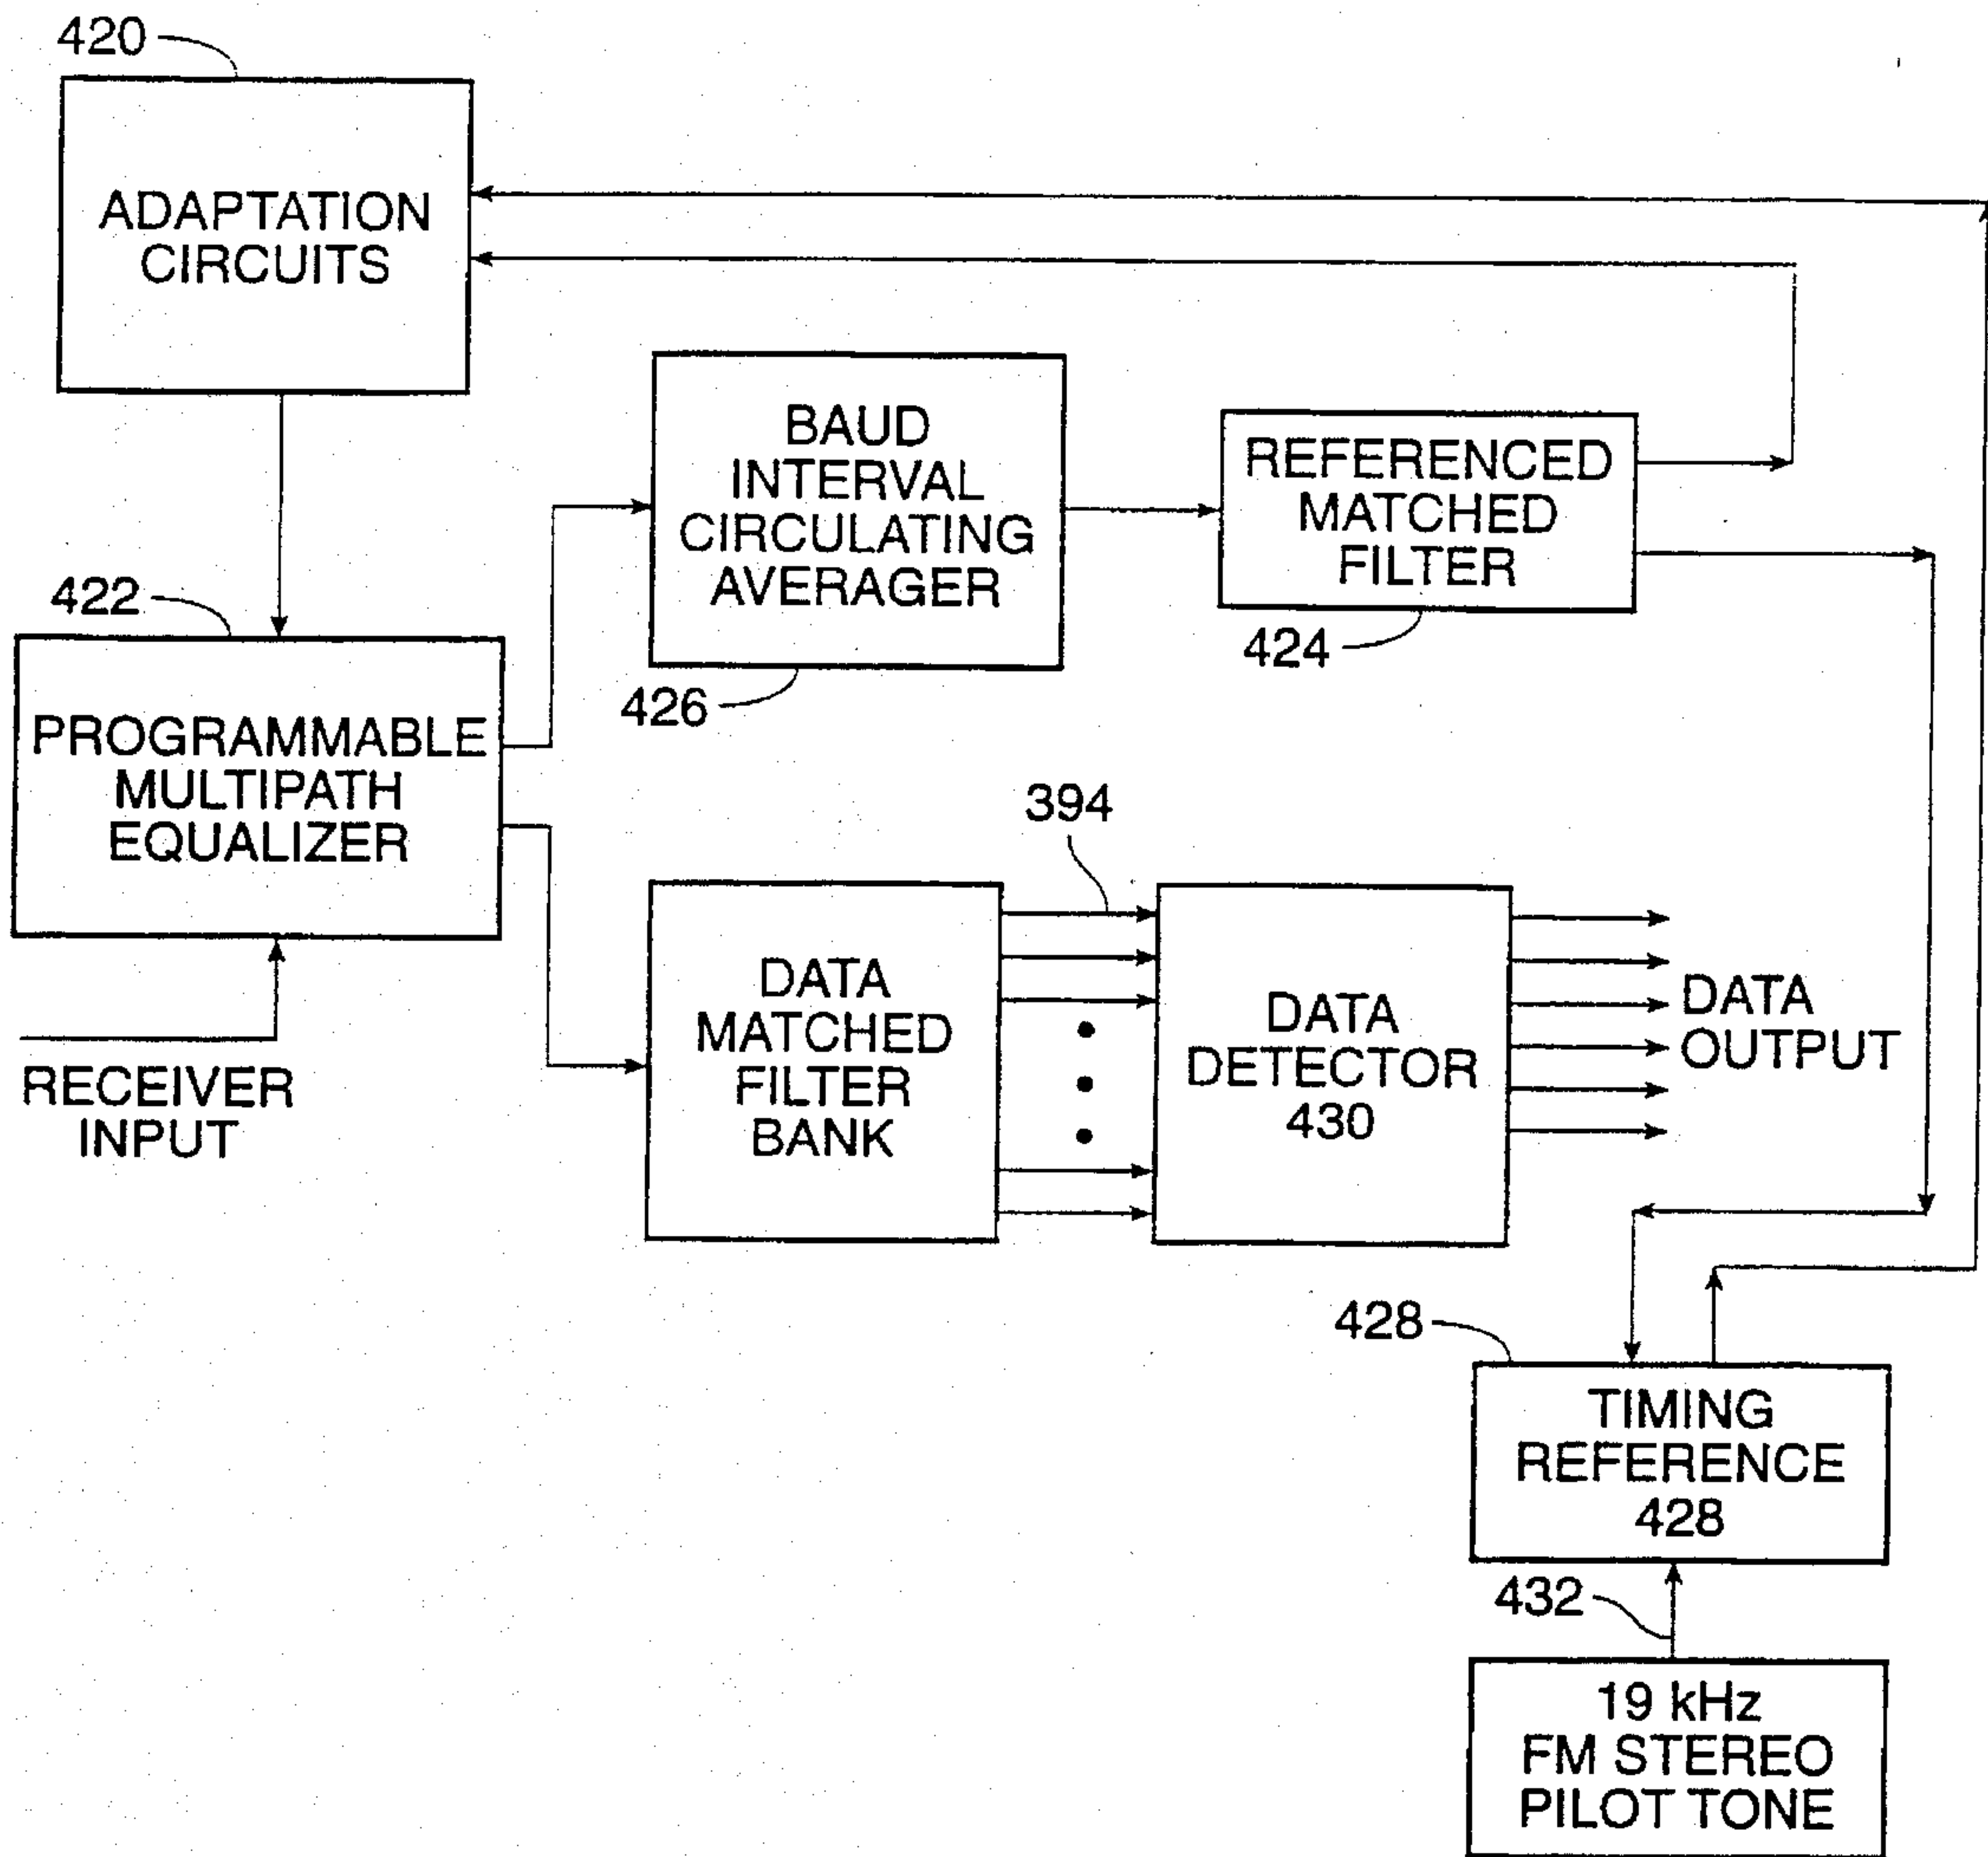 420
ADAPTATION
CIRCUITS
BAUD
INTERVAL
CIRCULATING
AVERAGER
REFERENCED
MATCHED
FILTER
422
424
426
PROGRAMMABLE
MULTIPATH
EQUALIZER
394
RECEIVER
INPUT
DATA
MATCHED
FILTER
BANK
DATA
DETECTOR
430
DATA
OUTPUT
428
TIMING
REFERENCE
428
432
19 kHz
FM STEREO
PILOT TONE